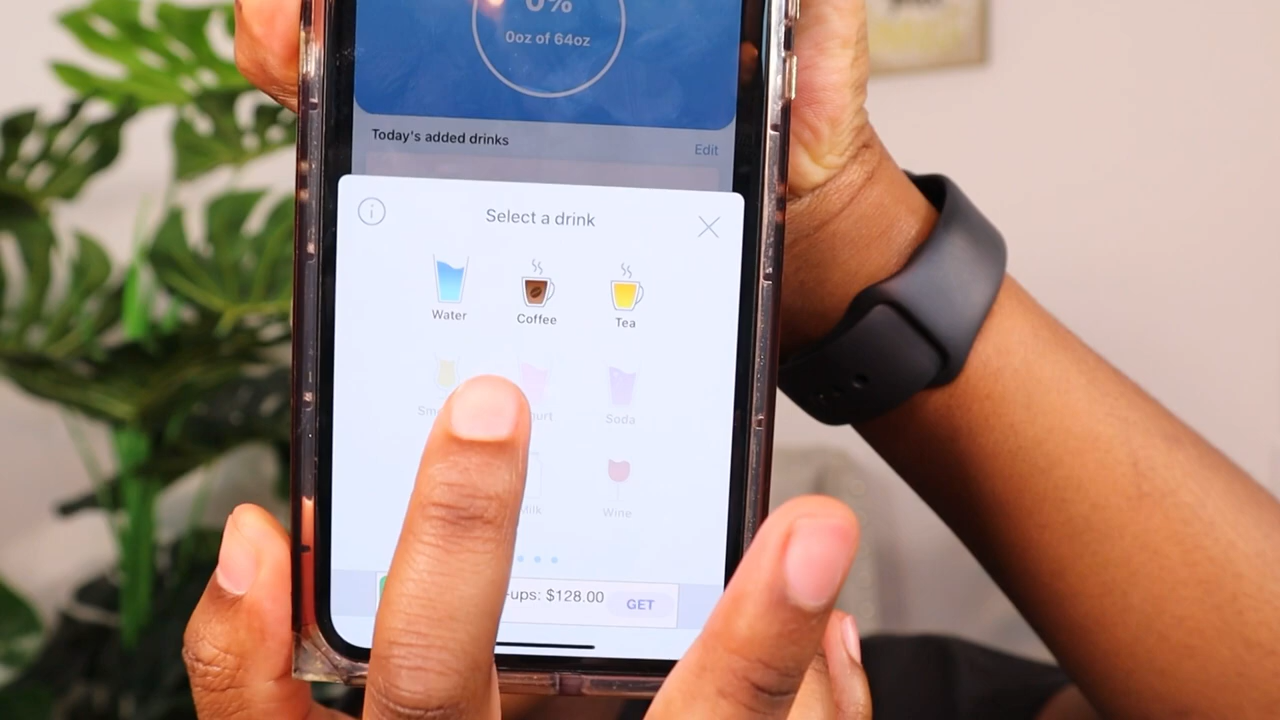 0%
0oz of 64oz
Today's added drinks
Edit
Select a drink
Water
Coffee
Tea
Soda
Milk
Wine
-ups: $128.00
GET